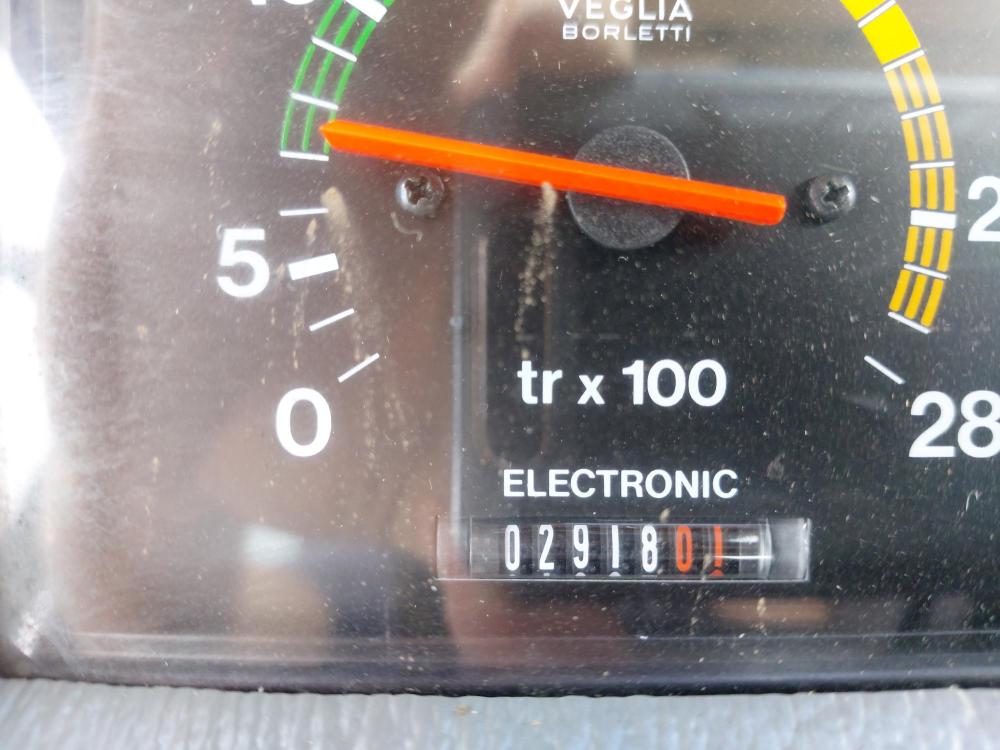 VEGLIA
BORLETTI
5
2
0
tr x 100
28
ELECTRONIC
0291801